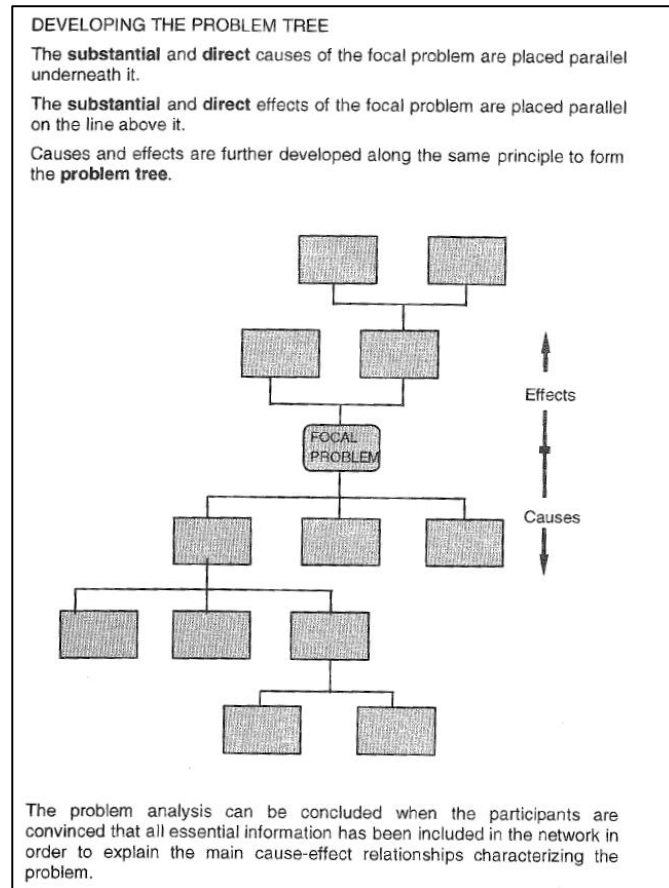 DEVELOPING THE PROBLEM TREE
The substantial and direct causes of the focal problem are placed parallel
underneath it.
The substantial and direct effects of the focal problem are placed parallel
on the line above it.
Causes and effects are further developed along the same principle to form
the problem tree.
Effects
FOCAL
PROBLEM
Causes
The problem analysis can be concluded when the participants are
convinced that all essential information has been included in the network in
order to explain the main cause-effect relationships characterizing the
problem.